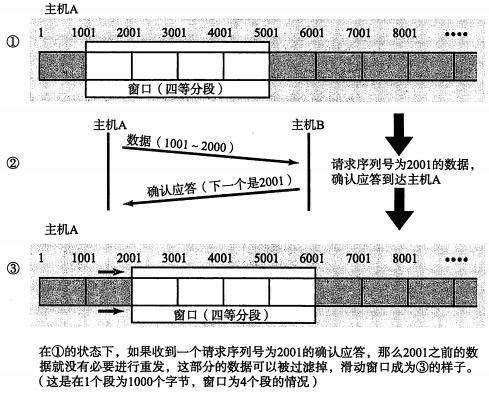 主机A
① 1 1001 2001 3001 4001 5001 6001 7001 8001 ····
窗口（四等分段）
主机A 主机B
数据（1001～2000）
② 请求序列号为2001的数据，
确认应答到达主机A
确认应答（下一个是2001）
主机A
1 1001 2001 3001 4001 5001 6001 7001 8001 ····
③
窗口（四等分段）
在①的状态下，如果收到一个请求序列号为2001的确认应答，那么2001之前的数
据就没有必要进行重发，这部分的数据可以被过滤掉，滑动窗口成为③的样子。
（这是在1个段为1000个字节，窗口为4个段的情况）